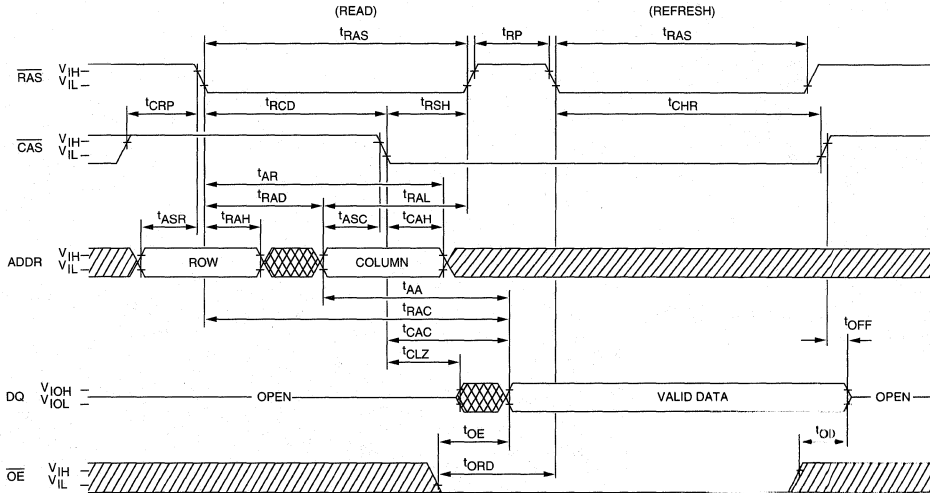 (READ) (REFRESH)
tRAS tRP tRAS
RAS VIH
VIL
tCRP tRCD tRSH tCHR
CAS VIH
VIL
tAR
tRAD tRAL
tASR tRAH tASC tCAH
ADDR VIH
VIL
ROW COLUMN
tAA
tRAC
tCAC tOFF
tCLZ
DQ VIOH
VIOL
OPEN VALID DATA OPEN
tOE tOD
tORD
OE VIH
VIL